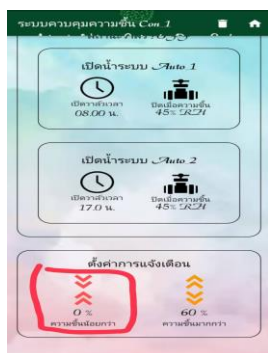 ระบบควบคุมความชื้น Con 1
เปิดน้ำระบบ Auto 1
เปิดวาล์วเวลา
08.00 น.
ปิดเมื่อความชื้น
45% RH
เปิดน้ำระบบ Auto 2
เปิดวาล์วเวลา
17.0 น.
ปิดเมื่อความชื้น
45% RH
ตั้งค่าการแจ้งเตือน
0 %
ความชื้นน้อยกว่า
60 %
ความชื้นมากกว่า